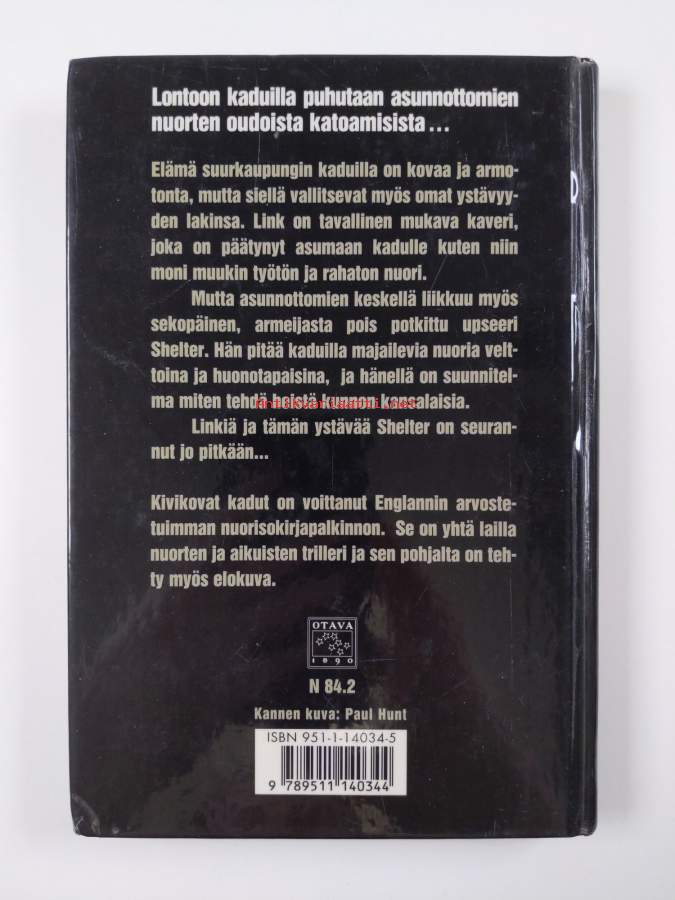 Lontoon kaduilla puhutaan asunnottomien
nuorten oudoista katoamisista...
Elämä suurkaupungin kaduilla on kovaa ja armo-
tonta, mutta siellä vallitsevat myös omat ystävyy-
den lakinsa. Link on tavallinen mukava kaveri,
joka on päätynyt asumaan kadulle kuten niin
moni muukin työtön ja rahaton nuori.
Mutta asunnottomien keskellä liikkuu myös
sekopäinen, armeijasta pois potkittu upseeri
Shelter. Hän pitää kaduilla majailevia nuoria velt-
toina ja huonotapaisina, ja hänellä on suunnitel-
ma miten tehdä heistä kunnon kansalaisia.
antikvariaatti.net
Linkiä ja tämän ystävää Shelter on seuran-
nut jo pitkään...
Kivikovat kadut on voittanut Englannin arvoste-
tuimman nuorisokirjapalkinnon. Se on yhtä lailla
nuorten ja aikuisten trilleri ja sen pohjalta on teh-
ty myös elokuva.
OTAVA
1890
N 84.2
Kannen kuva: Paul Hunt
ISBN 951-1-14034-5
9 789511 140344